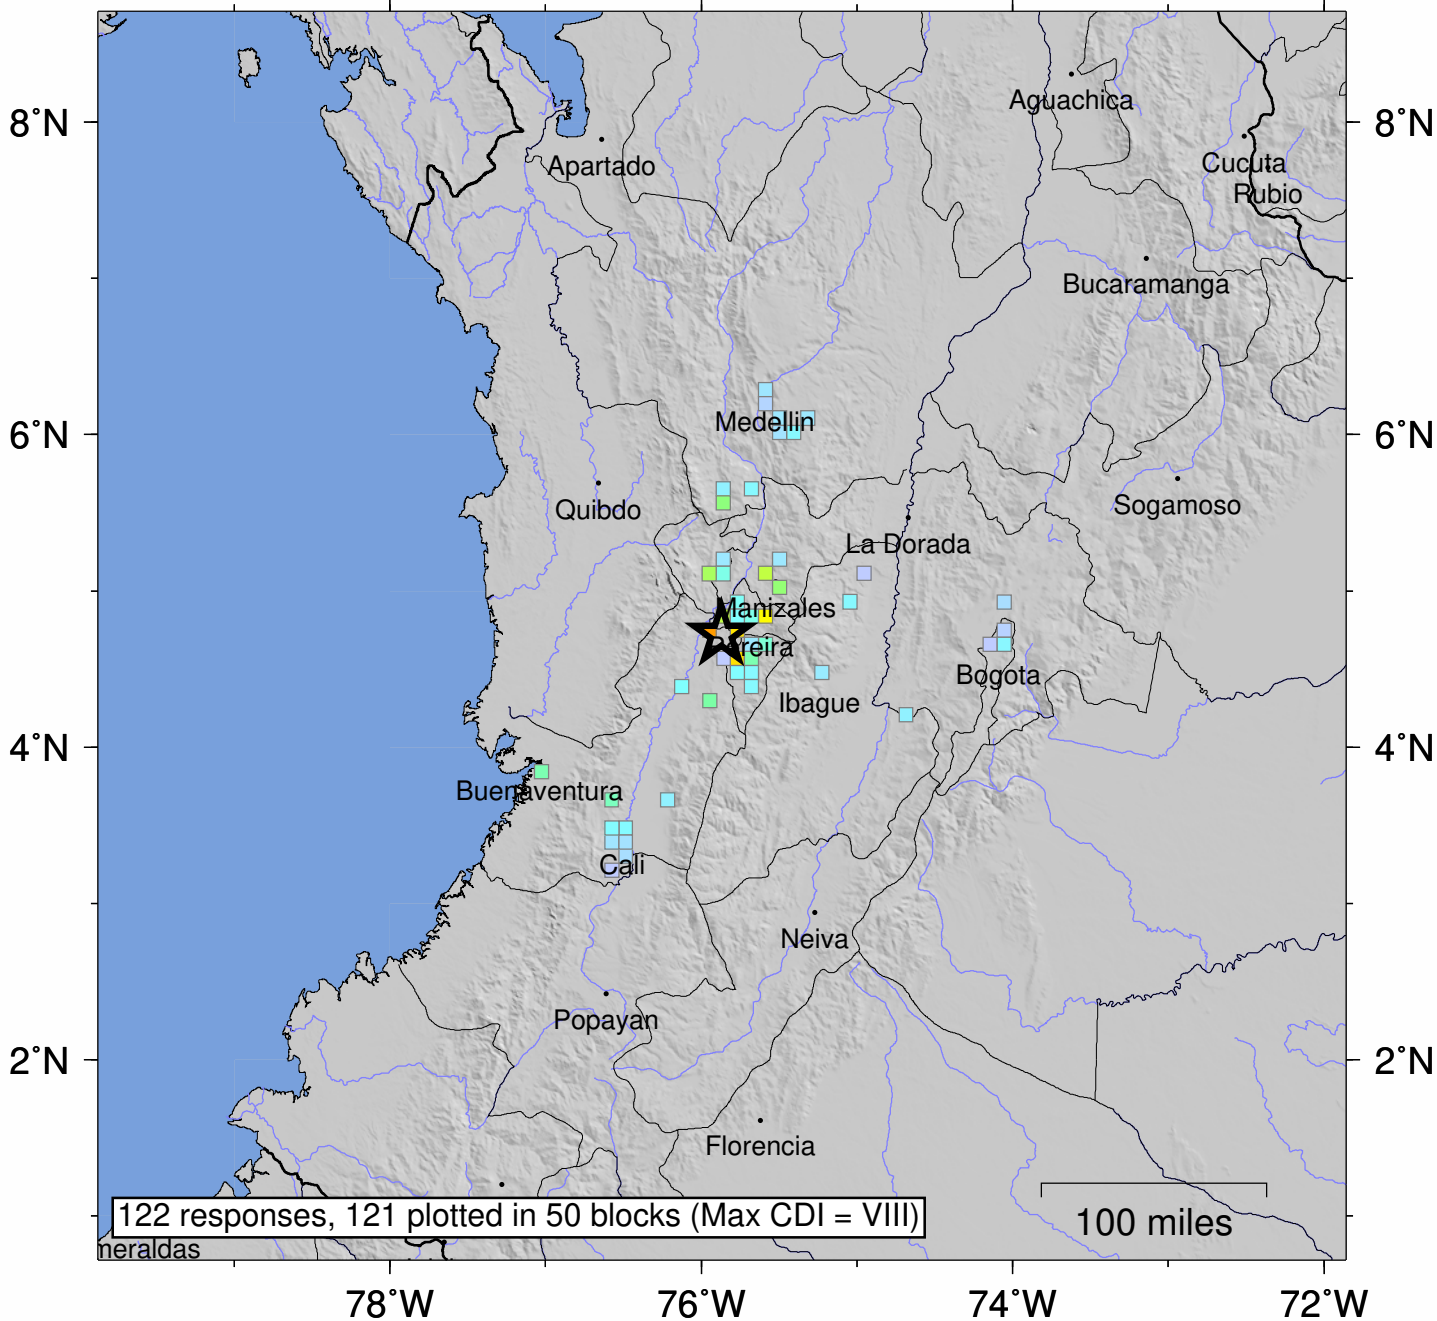 Aguachica
8˚N
8˚N
Apartado
Cucuta
Rubio
Bucaramanga
Medellin
6˚N
6˚N
Quibdo
Sogamoso
La Dorada
Manizales
Pereira
Bogota
Ibague
4˚N
4˚N
Buenaventura
Cali
Neiva
Popayan
2˚N
2˚N
Florencia
122 responses, 121 plotted in 50 blocks (Max CDI = VIII)
100 miles
meraldas
78˚W
76˚W
74˚W
72˚W